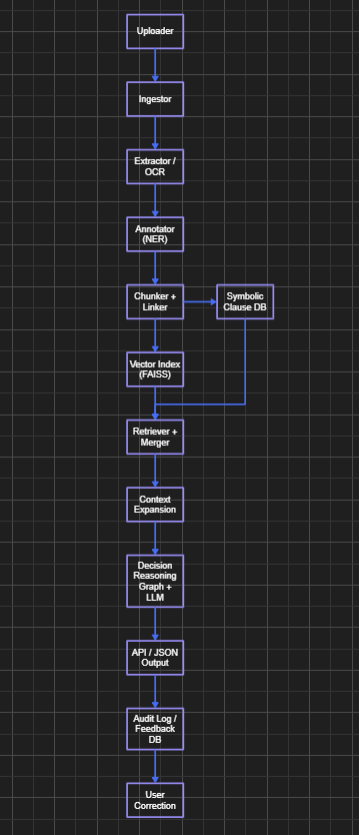 Uploader
Ingestor
Extractor /
OCR
Annotator
(NER)
Chunker +
Linker
Symbolic
Clause DB
Vector Index
(FAISS)
Retriever +
Merger
Context
Expansion
Decision
Reasoning
Graph +
LLM
API / JSON
Output
Audit Log /
Feedback
DB
User
Correction